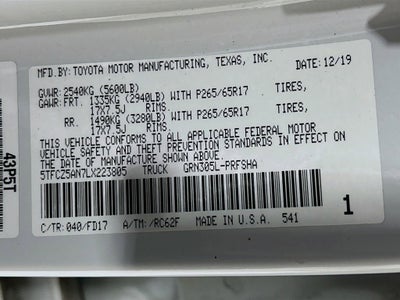 MFD.BY:TOYOTA MOTOR MANUFACTURING, TEXAS, INC. DATE: 12/19
GVWR: 2540KG (5600LB)
GAWR:FRT. 1335KG (2940LB) WITH P265/65R17 TIRES,
17X7.5J RIMS
RR. 1490KG (3280LB) WITH P265/65R17 TIRES,
17X7.5J RIMS
THIS VEHICLE CONFORMS TO ALL APPLICABLE FEDERAL MOTOR
VEHICLE SAFETY AND THEFT PREVENTION STANDARDS IN EFFECT ON
THE DATE OF MANUFACTURE SHOWN ABOVE.
5TFCZ5AN7LX223805 TRUCK GRN305L-PRFSHA
C/TR:040/FD17 A/TM:/RC62F MADE IN U.S.A. 541
1
43P5T